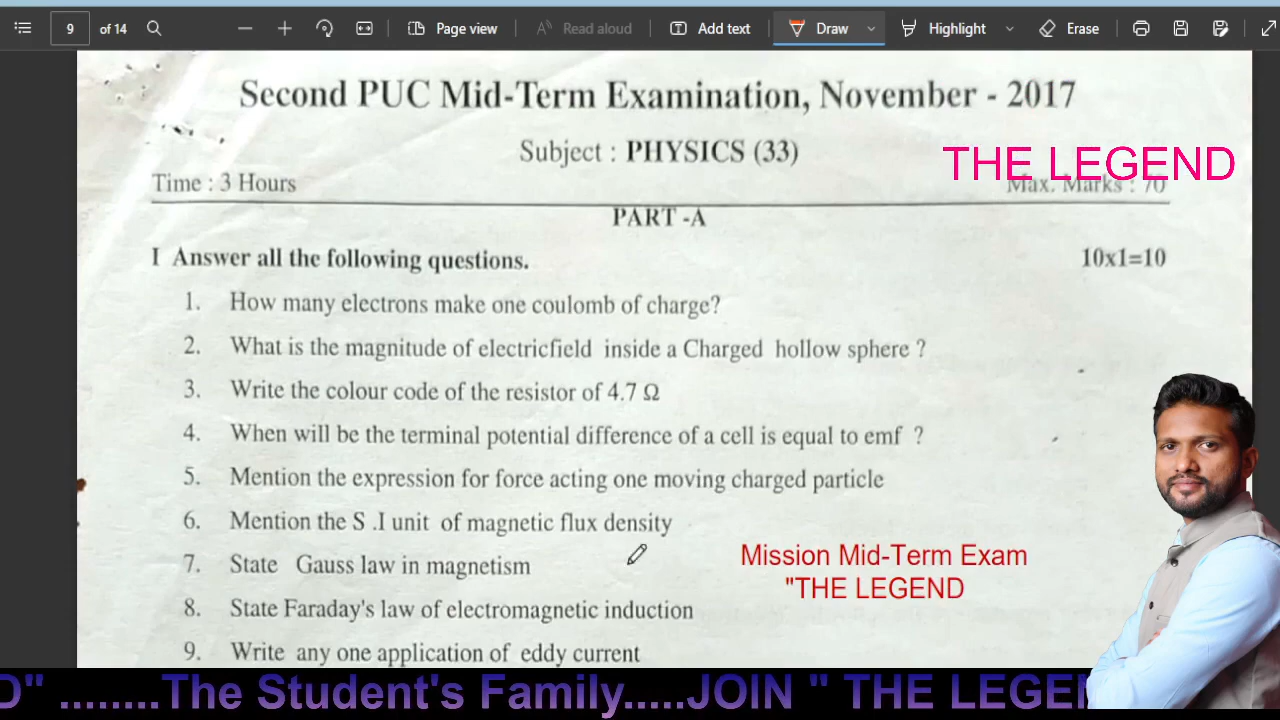 9 of 14 Page view Read aloud Add text Draw Highlight Erase
Second PUC Mid-Term Examination, November - 2017
Subject : PHYSICS (33)
THE LEGEND
Time : 3 Hours Max. Marks : 70
PART -A
I Answer all the following questions. 10x1=10
1. How many electrons make one coulomb of charge?
2. What is the magnitude of electricfield inside a Charged hollow sphere ?
3. Write the colour code of the resistor of 4.7 Ω
4. When will be the terminal potential difference of a cell is equal to emf ?
5. Mention the expression for force acting one moving charged particle
6. Mention the S .I unit of magnetic flux density
7. State Gauss law in magnetism
8. State Faraday's law of electromagnetic induction
9. Write any one application of eddy current
Mission Mid-Term Exam
"THE LEGEND
D" ........The Student's Family.....JOIN " THE LEGE